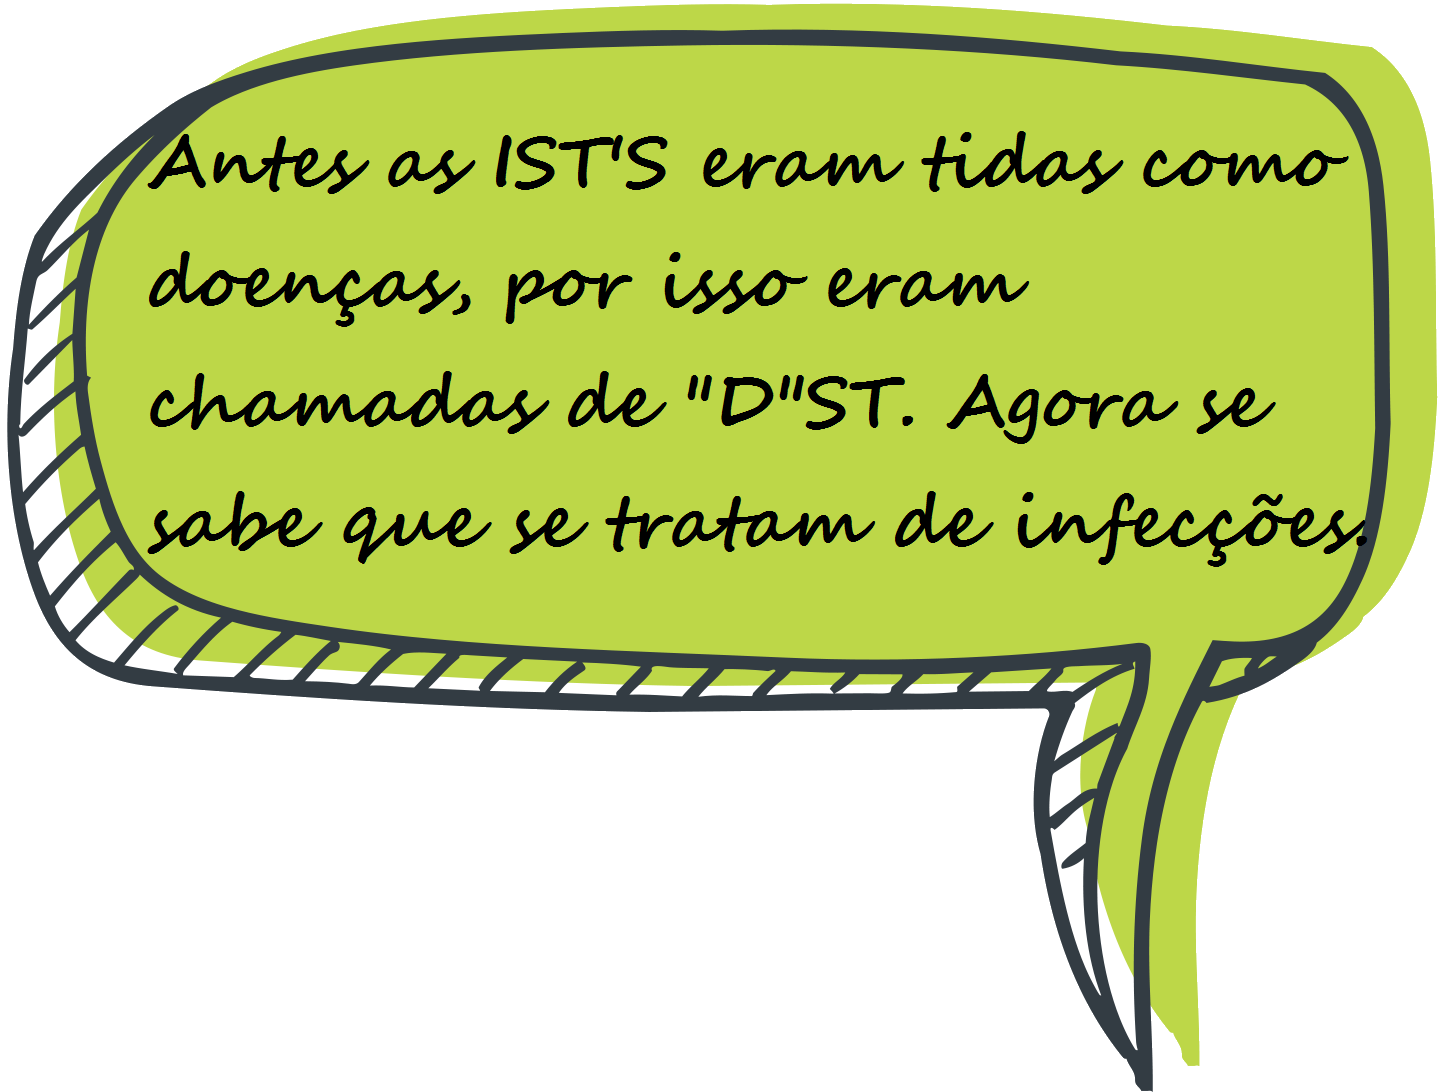 Antes as IST'S eram tidas como
doenças, por isso eram
chamadas de "D"ST. Agora se
sabe que se tratam de infecções.